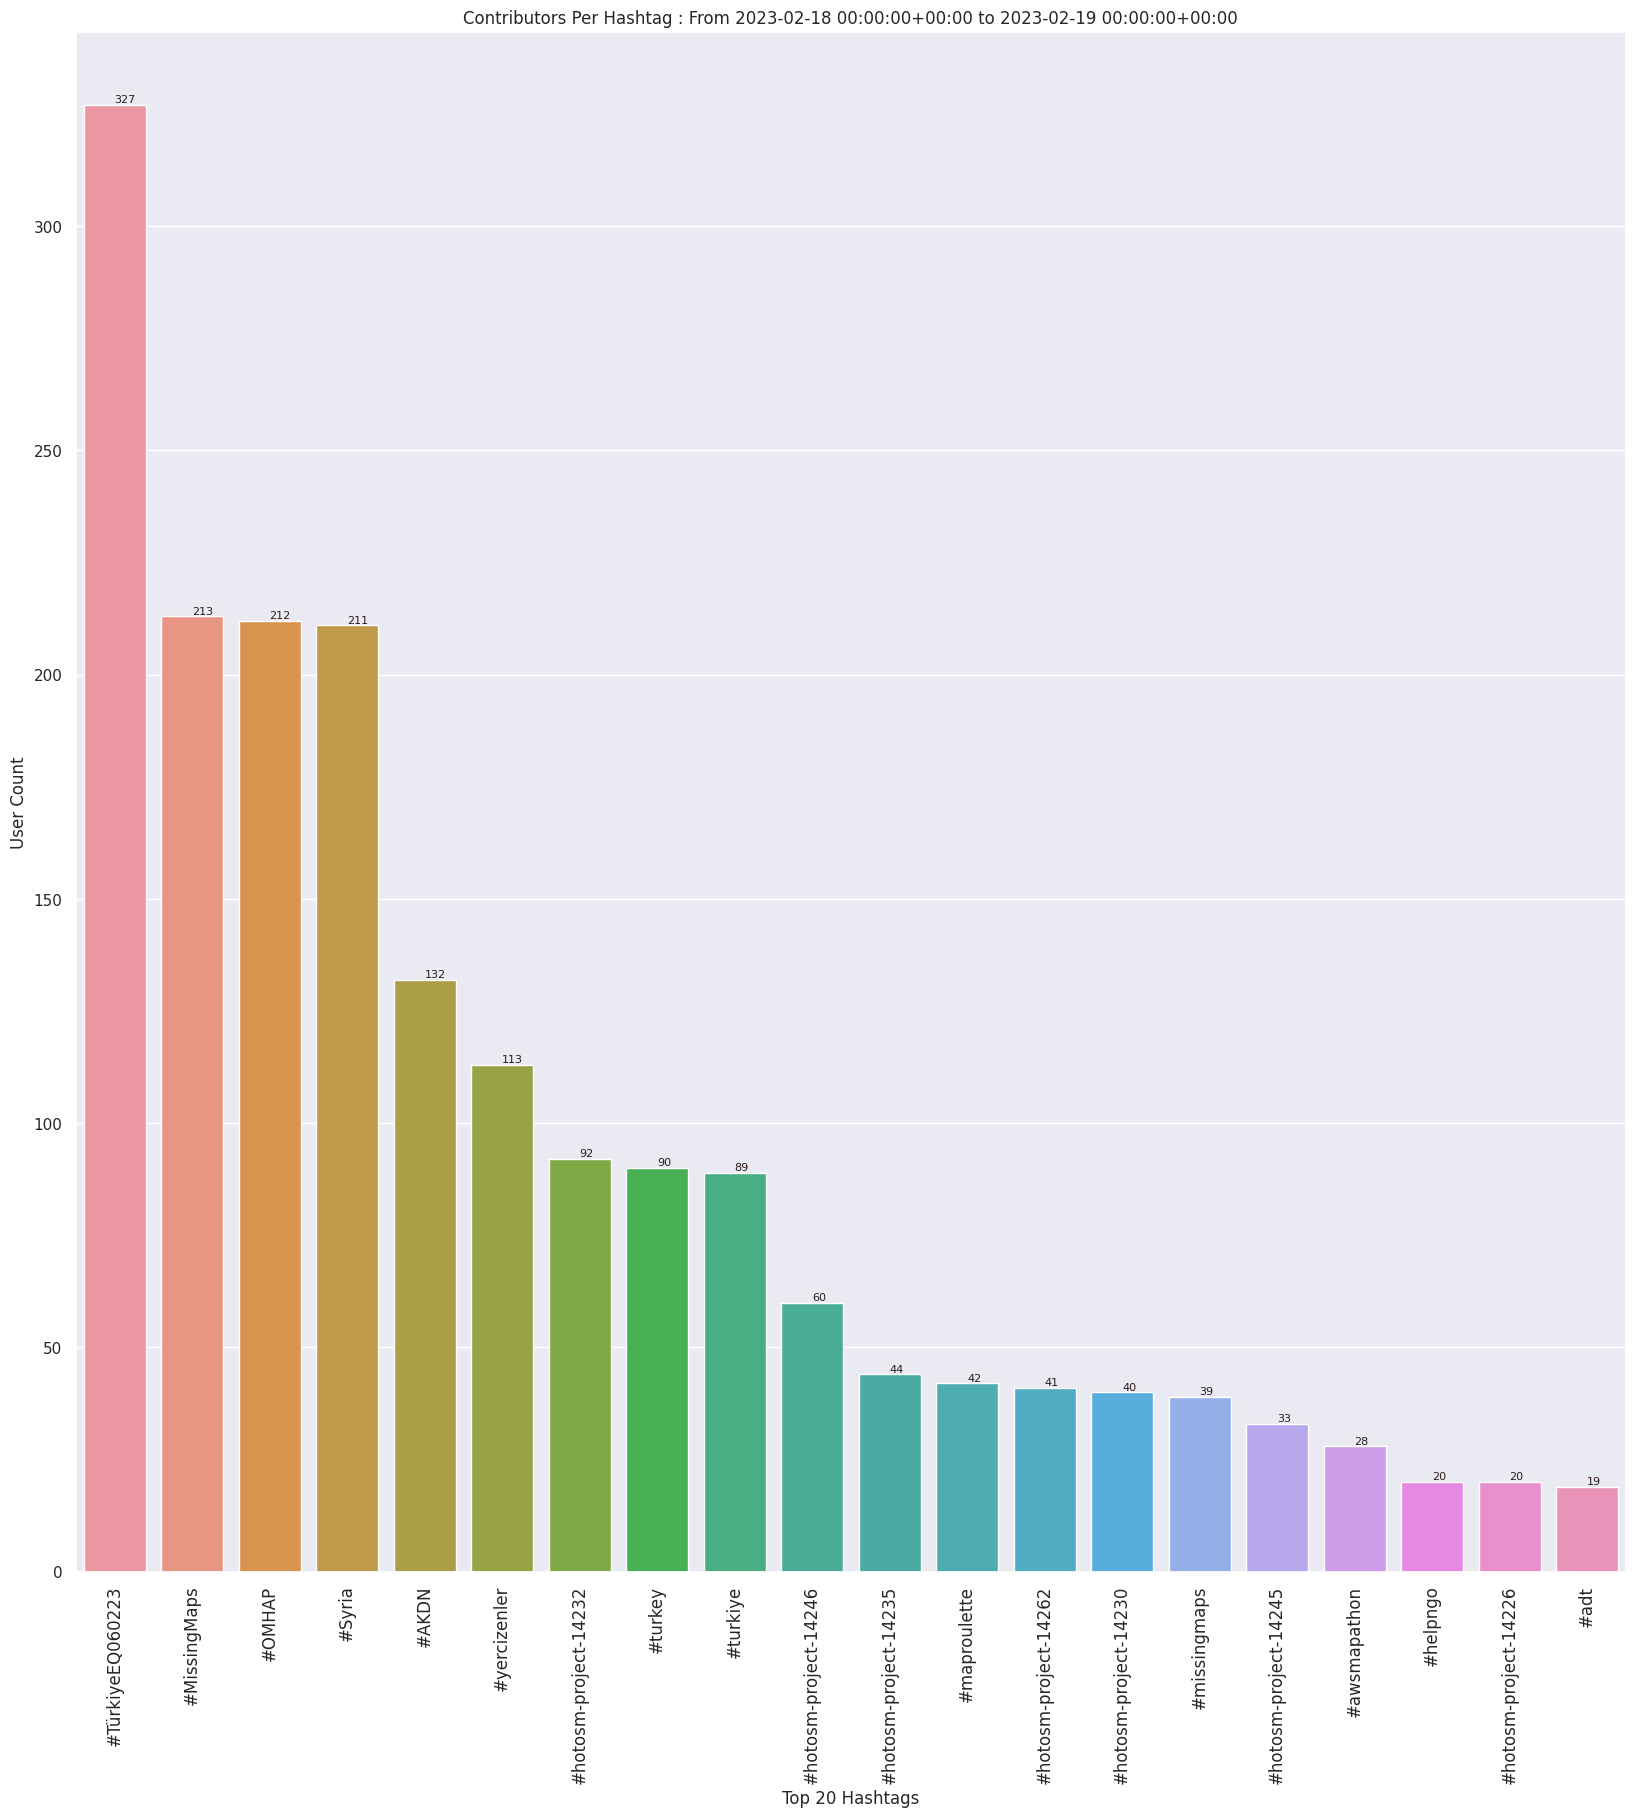 Contributors Per Hashtag : From 2023-02-18 00:00:00+00:00 to 2023-02-19 00:00:00+00:00
User Count
300
250
200
150
100
50
0
327
213
212
211
132
113
92
90
89
60
44
42
41
40
39
33
28
20
20
19
#TürkiyeEQ060223
#MissingMaps
#OMHAP
#Syria
#AKDN
#yercizenler
#hotosm-project-14232
#turkey
#turkiye
#hotosm-project-14246
#hotosm-project-14235
#maproulette
#hotosm-project-14262
#hotosm-project-14230
#missingmaps
#hotosm-project-14245
#awsmapathon
#helpngo
#hotosm-project-14226
#adt
Top 20 Hashtags